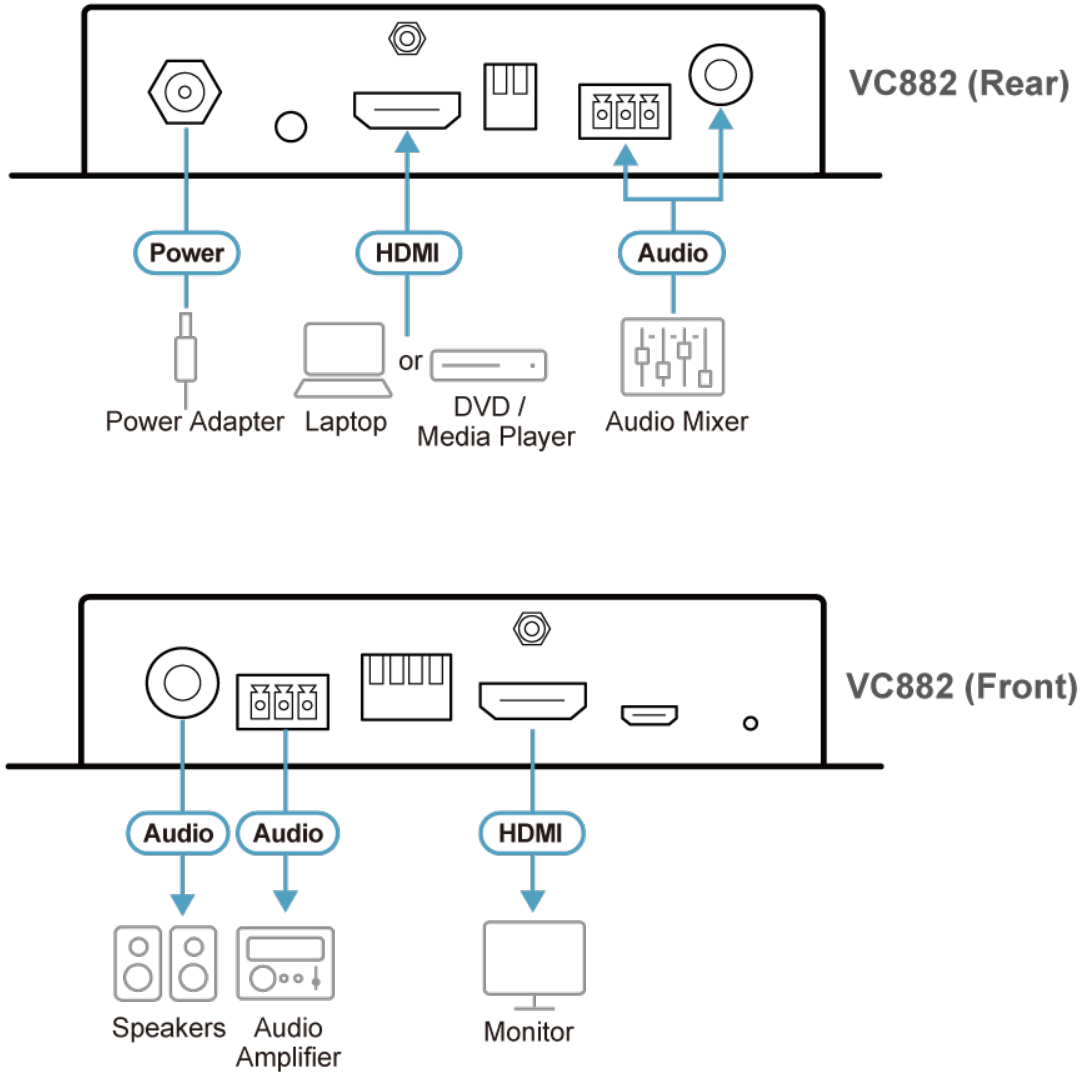 VC882 (Rear)
Power
HDMI
Audio
or
Power Adapter
Laptop
DVD /
Media Player
Audio Mixer
VC882 (Front)
Audio
Audio
HDMI
Speakers
Audio
Amplifier
Monitor